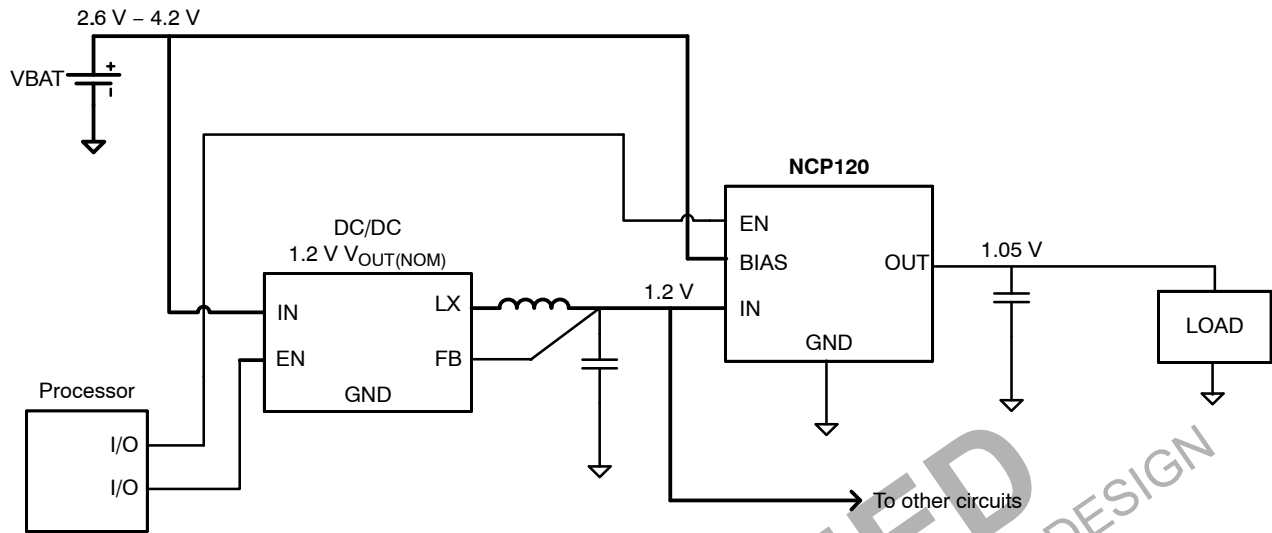 2.6 V – 4.2 V
VBAT
+
NCP120
EN
BIAS
IN
OUT
GND
1.05 V
LOAD
DC/DC
1.2 V VOUT(NOM)
IN
EN
LX
FB
GND
1.2 V
Processor
I/O
I/O
To other circuits
DESIGN